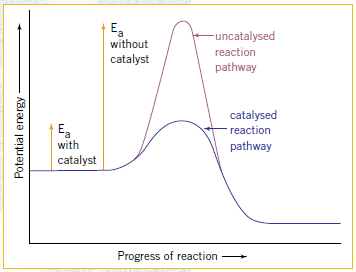 Ea
without
catalyst
uncatalysed
reaction
pathway
Ea
with
catalyst
catalysed
reaction
pathway
Potential energy
Progress of reaction